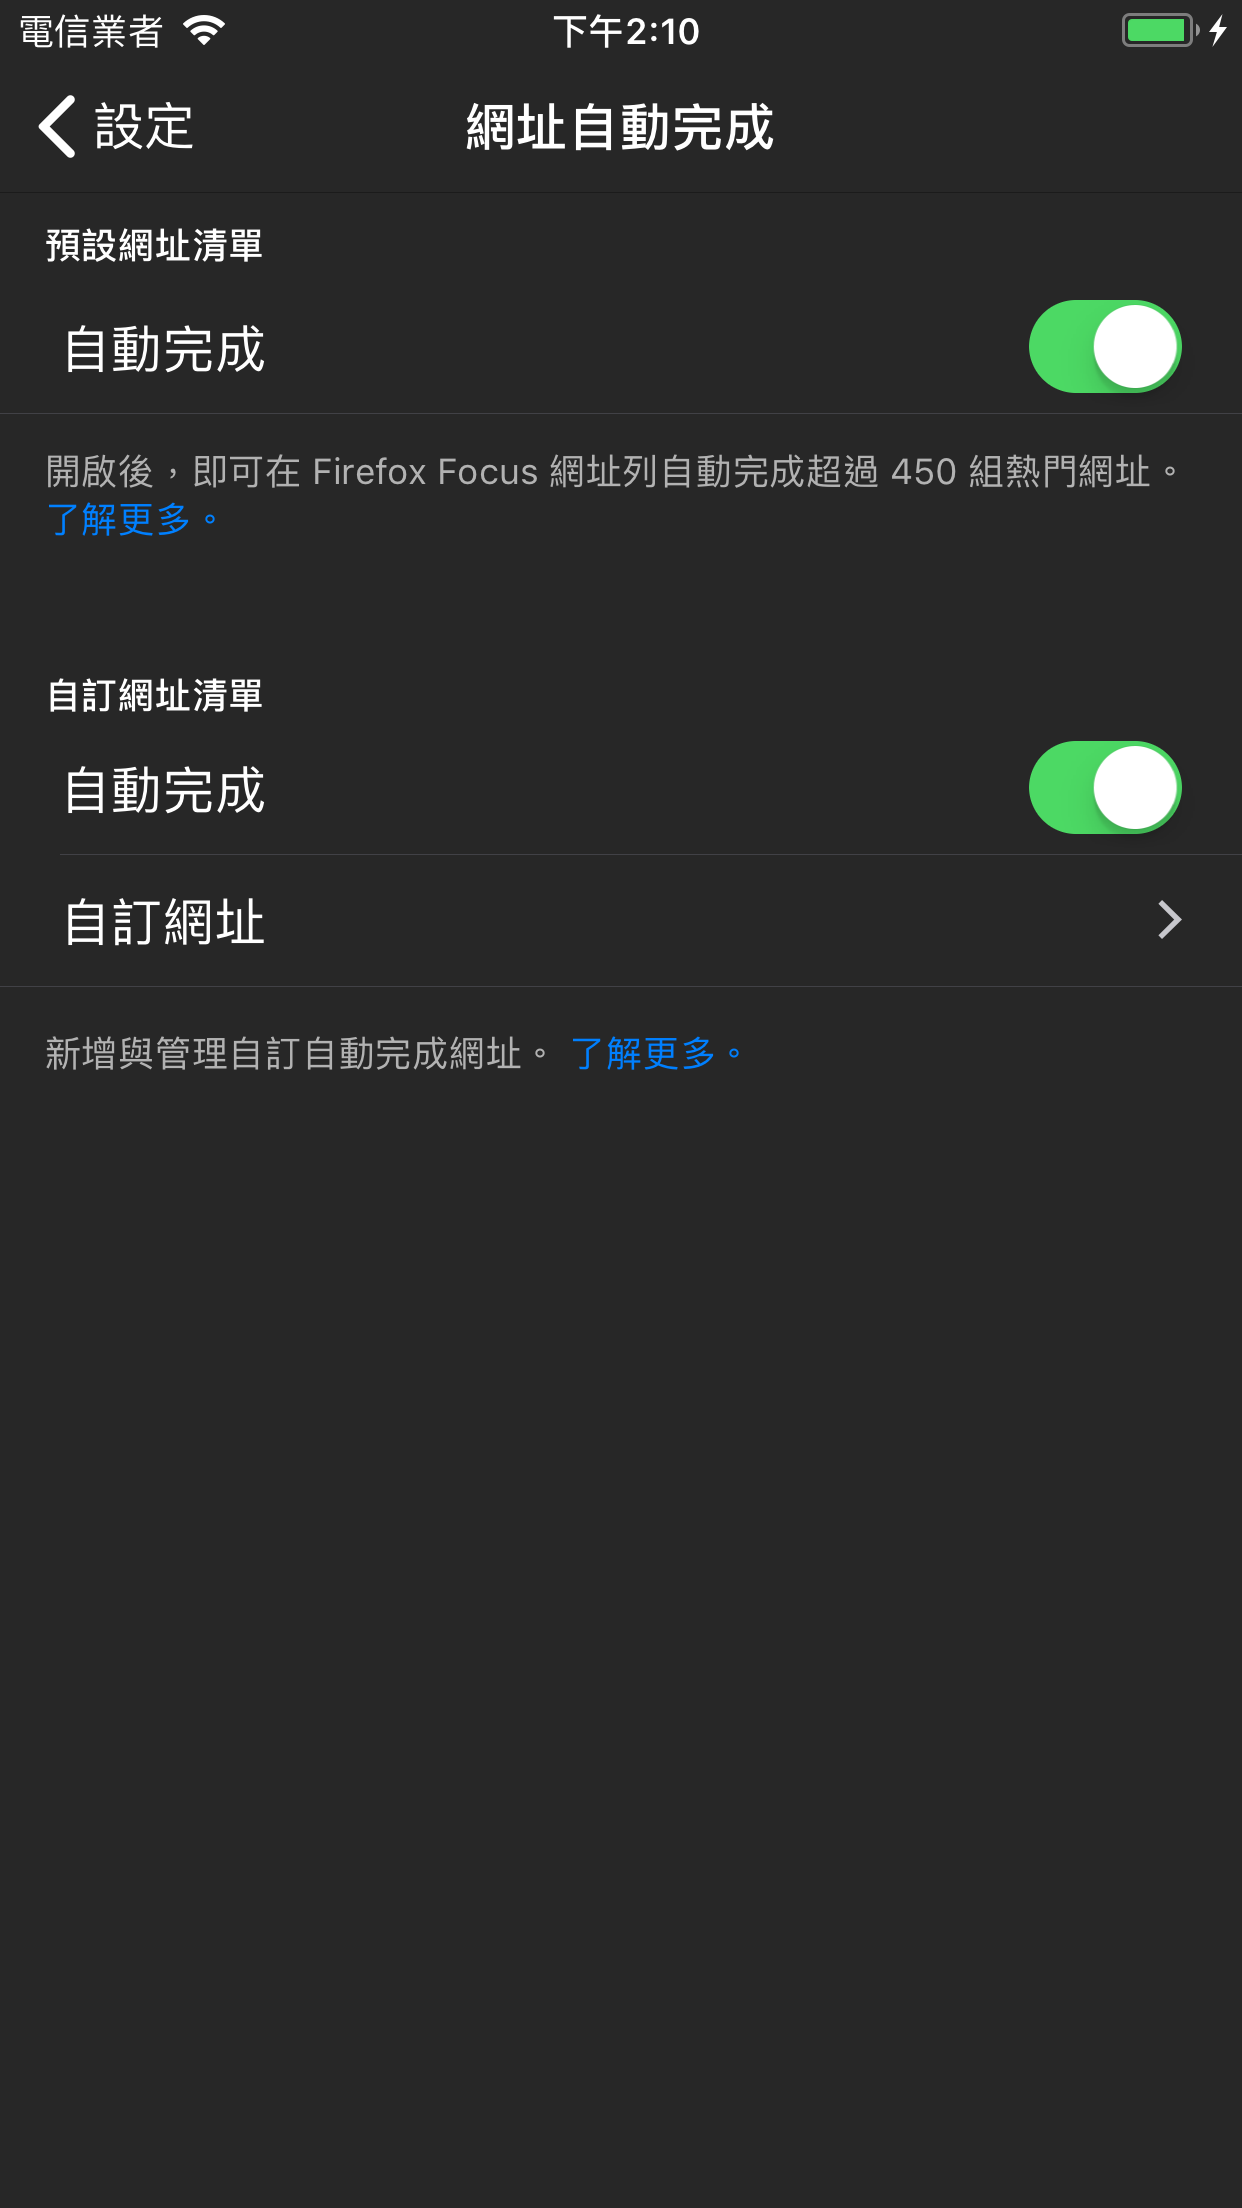 電信業者 下午2:10
設定 網址自動完成
預設網址清單
自動完成
開啟後，即可在 Firefox Focus 網址列自動完成超過 450 組熱門網址。
了解更多。
自訂網址清單
自動完成
自訂網址
新增與管理自訂自動完成網址。 了解更多。